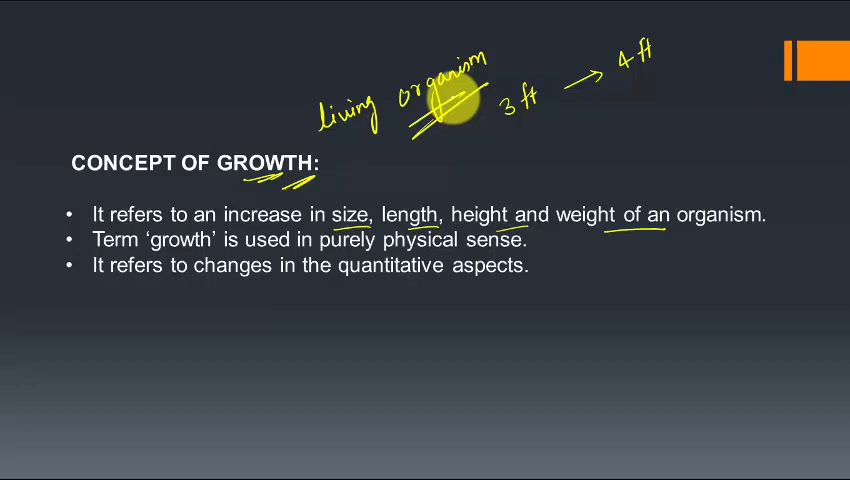 living organism 3 ft → 4 ft
CONCEPT OF GROWTH:
• It refers to an increase in size, length, height and weight of an organism.
• Term ‘growth’ is used in purely physical sense.
• It refers to changes in the quantitative aspects.